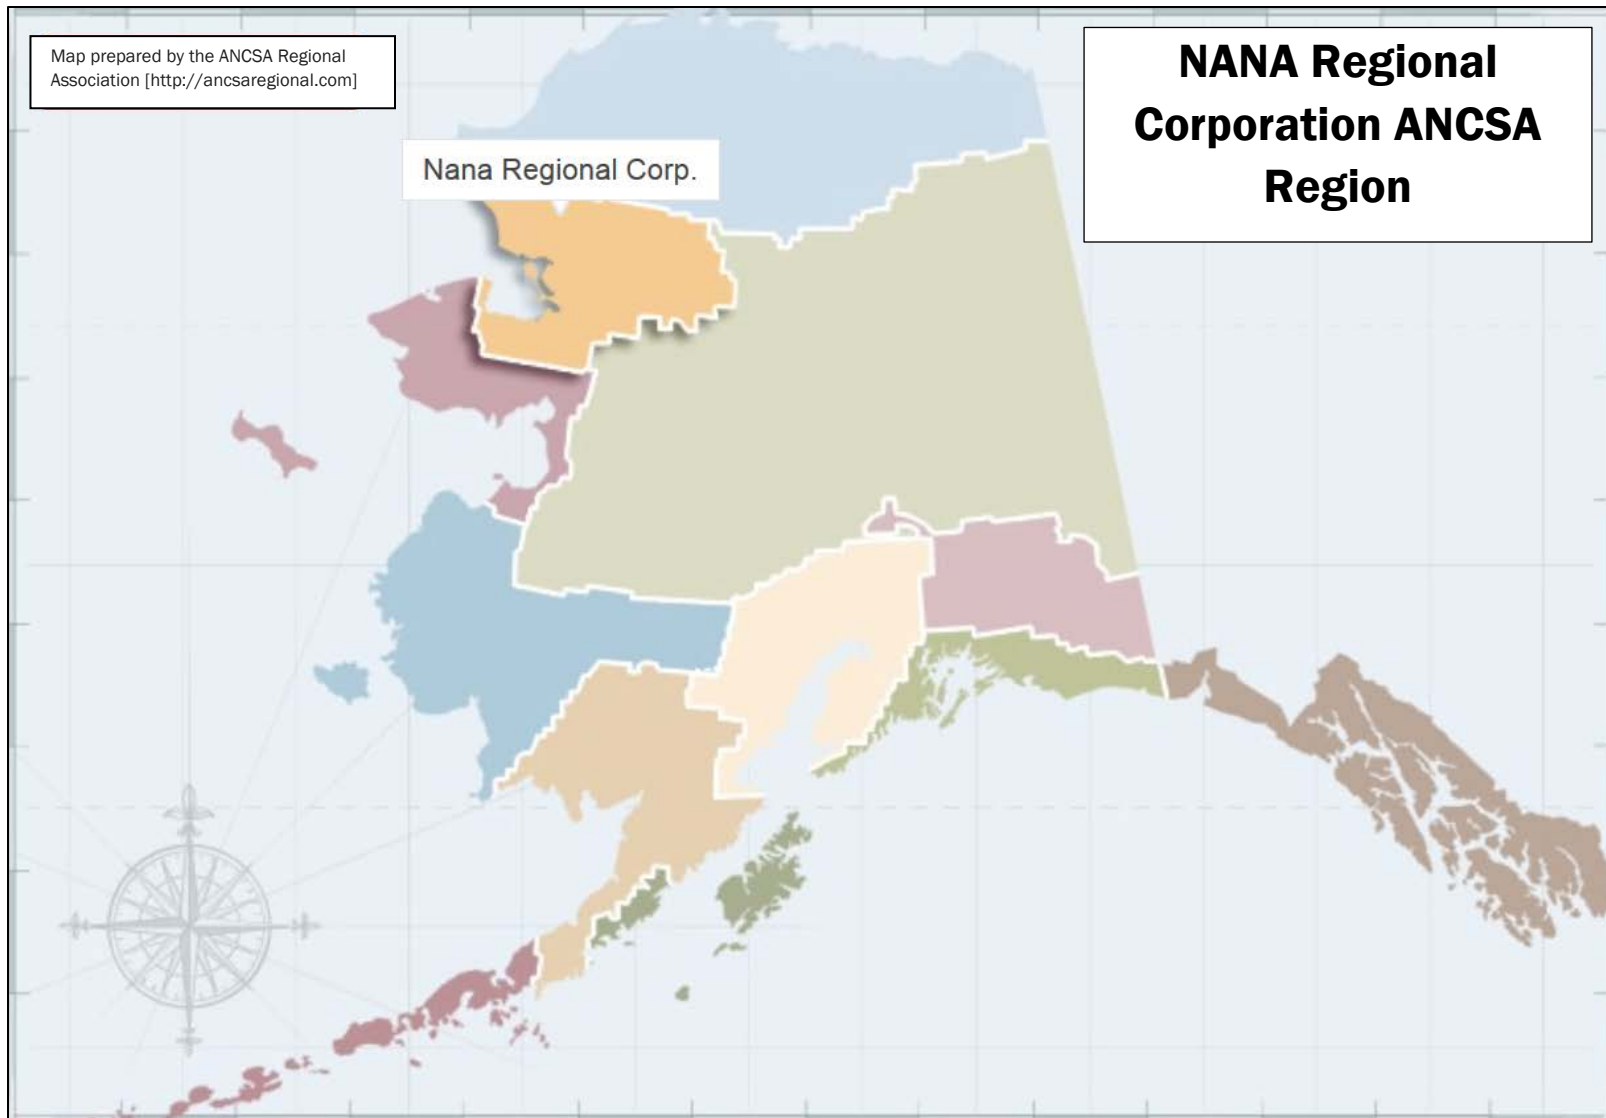 Map prepared by the ANCSA Regional
Association [http://ancsaregional.com]
NANA Regional
Corporation ANCSA
Region
Nana Regional Corp.